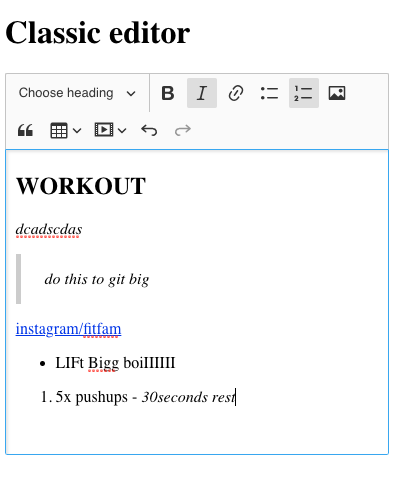 Classic editor
Choose heading
WORKOUT
dcadscdas
do this to git big
instagram/fitfam
• LIFt Bigg boiIIIIII
1. 5x pushups - 30seconds rest